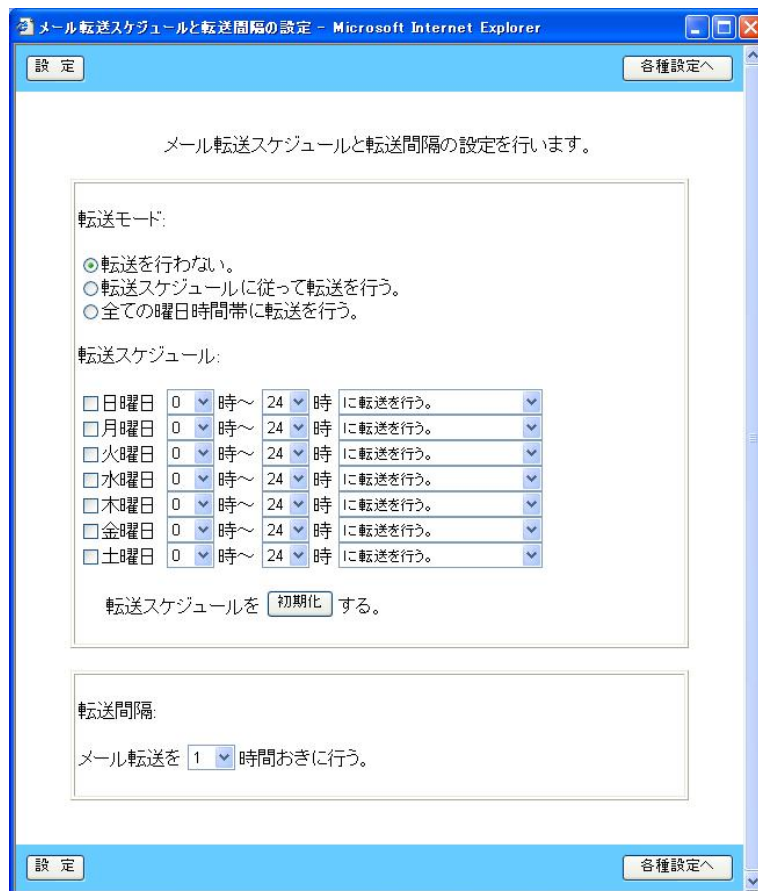 メール転送スケジュールと転送間隔の設定 - Microsoft Internet Explorer
設 定 各種設定へ
メール転送スケジュールと転送間隔の設定を行います。
転送モード:
転送を行わない。
転送スケジュールに従って転送を行う。
全ての曜日時間帯に転送を行う。
転送スケジュール:
日曜日 0 時～ 24 時 に転送を行う。
月曜日 0 時～ 24 時 に転送を行う。
火曜日 0 時～ 24 時 に転送を行う。
水曜日 0 時～ 24 時 に転送を行う。
木曜日 0 時～ 24 時 に転送を行う。
金曜日 0 時～ 24 時 に転送を行う。
土曜日 0 時～ 24 時 に転送を行う。
転送スケジュールを 初期化 する。
転送間隔:
メール転送を 1 時間おきに行う。
設 定 各種設定へ